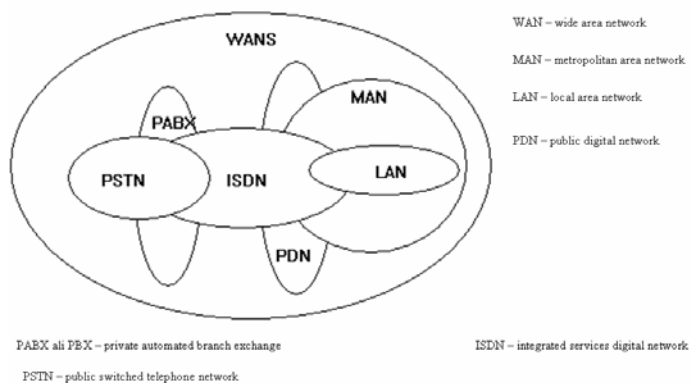 WANS
MAN
PABX
PSTN
ISDN
LAN
PDN
WAN – wide area network
MAN – metropolitan area network
LAN – local area network
PDN – public digital network
PABX ali PBX – private automated branch exchange
ISDN – integrated services digital network
PSTN – public switched telephone network